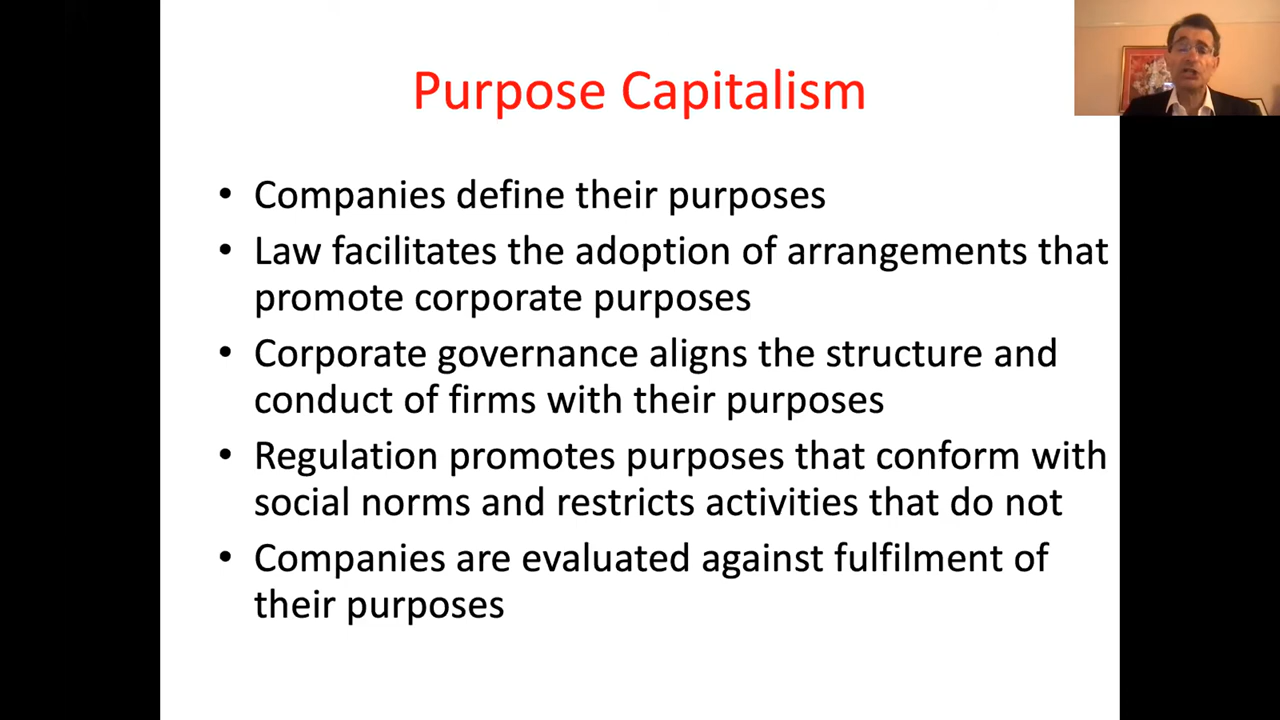 Purpose Capitalism
• Companies define their purposes
• Law facilitates the adoption of arrangements that
promote corporate purposes
• Corporate governance aligns the structure and
conduct of firms with their purposes
• Regulation promotes purposes that conform with
social norms and restricts activities that do not
• Companies are evaluated against fulfilment of
their purposes